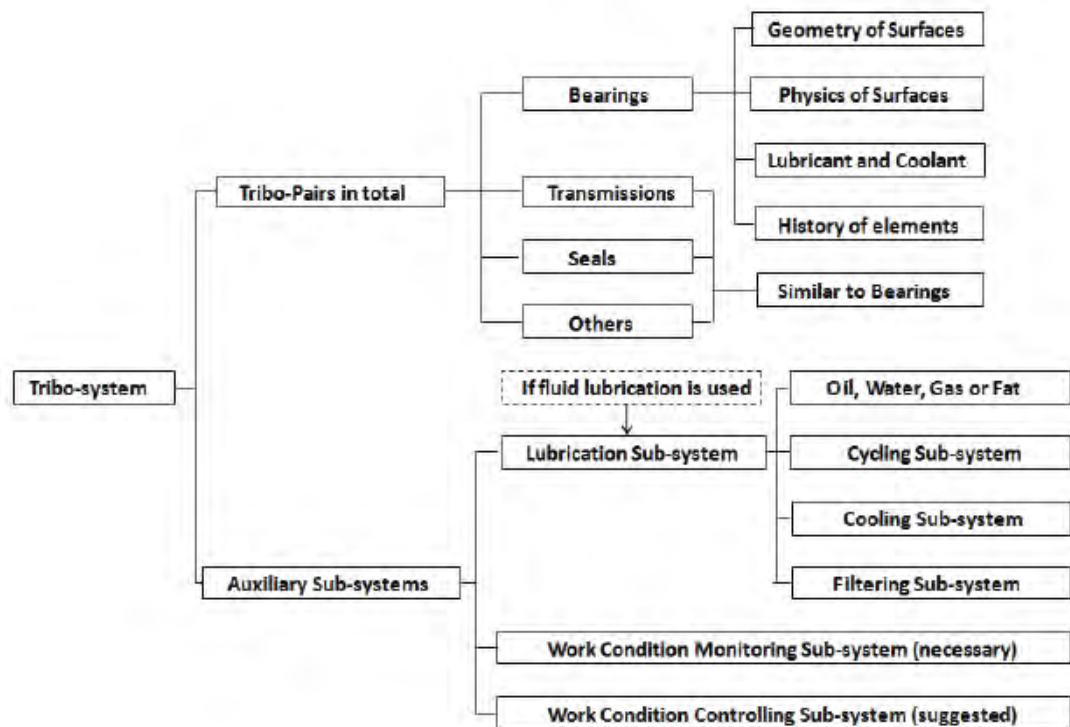 Geometry of Surfaces
Bearings
Physics of Surfaces
Lubricant and Coolant
Tribo-Pairs in total
Transmissions
History of elements
Seals
Similar to Bearings
Others
Tribo-system
If fluid lubrication is used
Oil, Water, Gas or Fat
Lubrication Sub-system
Cycling Sub-system
Cooling Sub-system
Auxiliary Sub-systems
Filtering Sub-system
Work Condition Monitoring Sub-system (necessary)
Work Condition Controlling Sub-system (suggested)